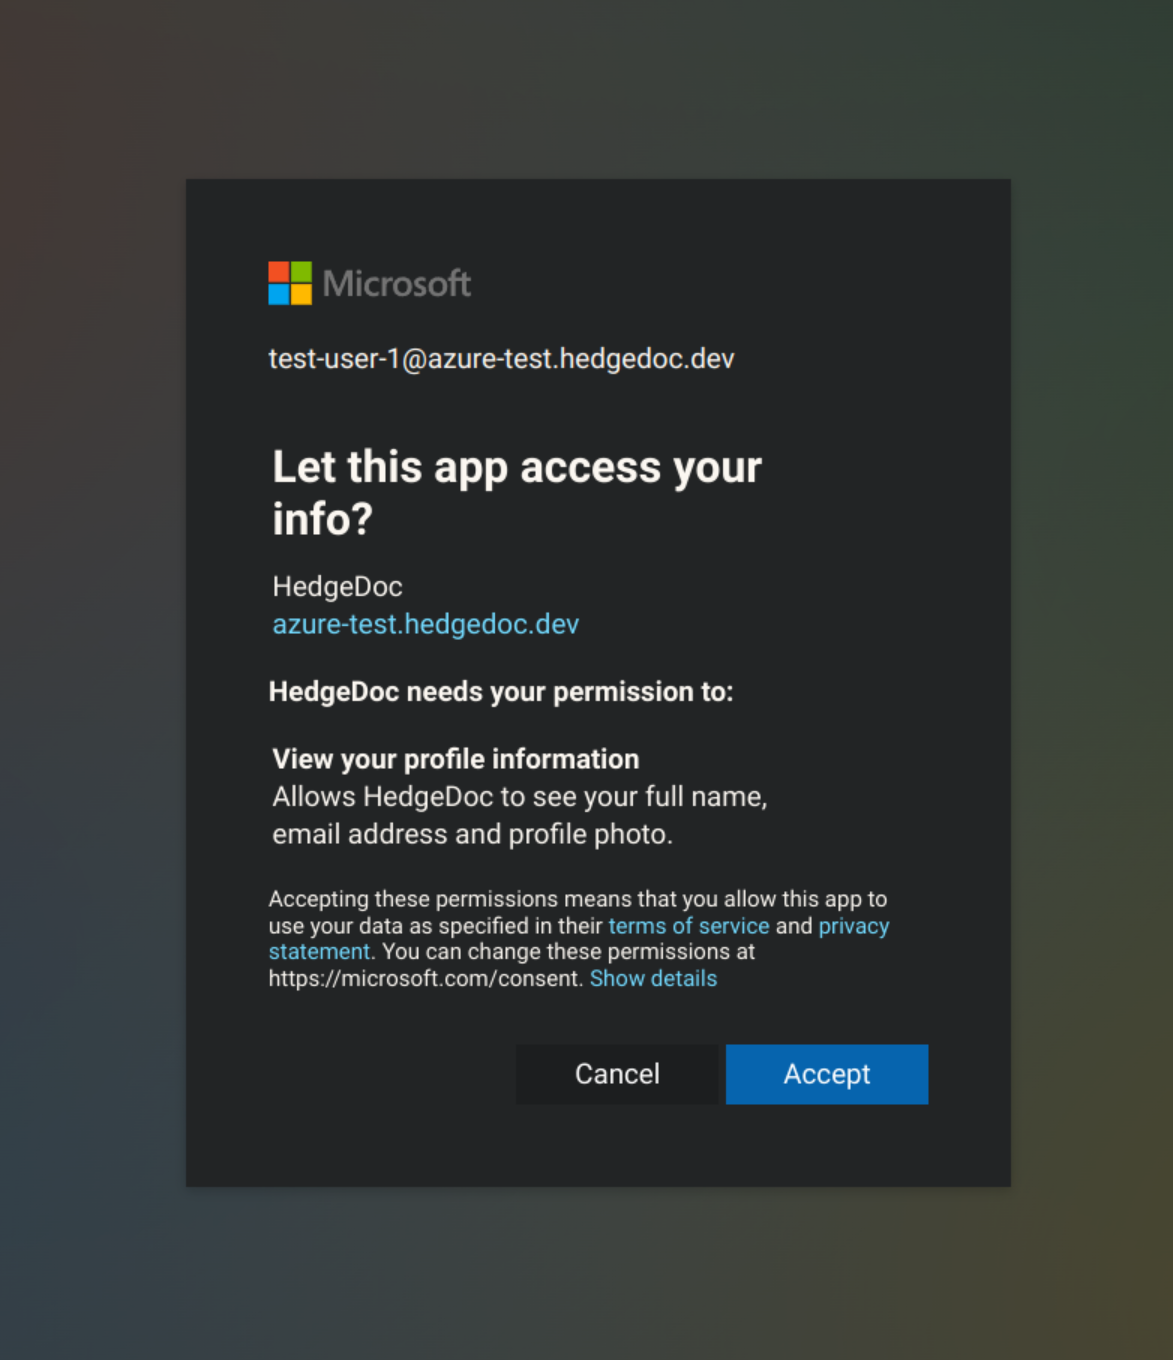 Microsoft
test-user-1@azure-test.hedgedoc.dev
Let this app access your
info?
HedgeDoc
azure-test.hedgedoc.dev
HedgeDoc needs your permission to:
View your profile information
Allows HedgeDoc to see your full name,
email address and profile photo.
Accepting these permissions means that you allow this app to
use your data as specified in their terms of service and privacy
statement. You can change these permissions at
https://microsoft.com/consent. Show details
Cancel Accept